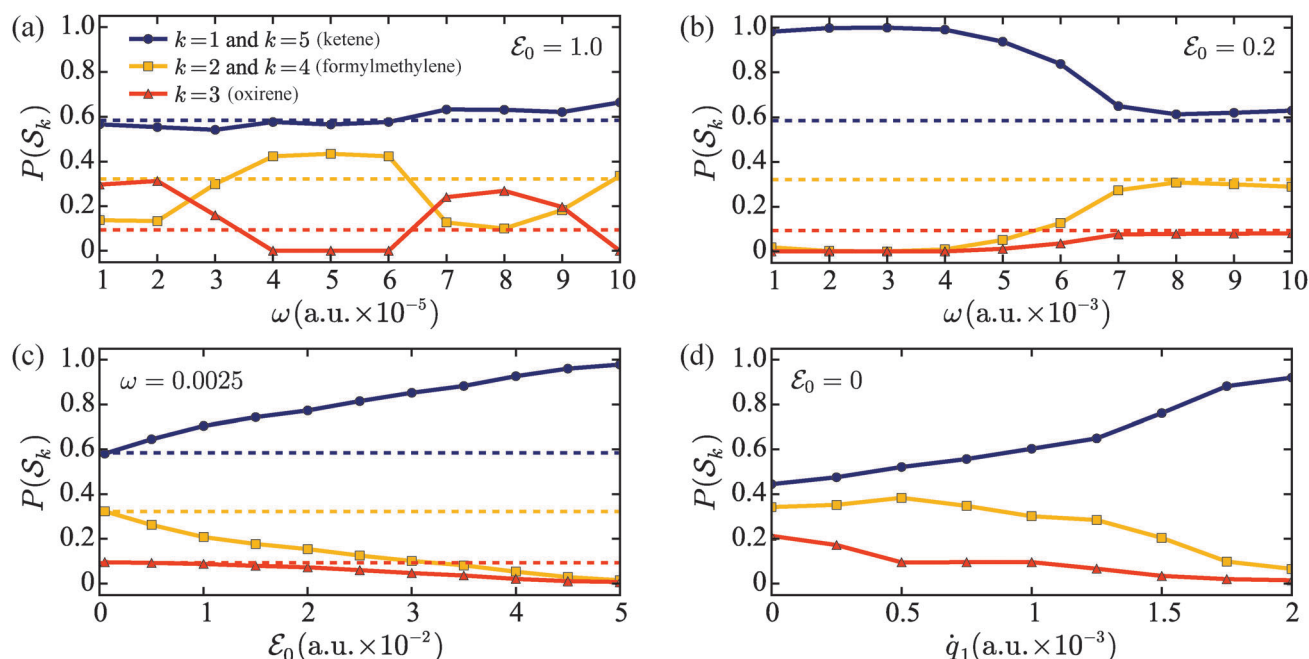 (a)
P(𝒮ₖ)
1.0
0.8
0.6
0.4
0.2
0
k=1 and k=5 (ketene)
k=2 and k=4 (formylmethylene)
k=3 (oxirene)
ℰ₀ = 1.0
1 2 3 4 5 6 7 8 9 10
ω(a.u.×10⁻⁵)
(b)
P(𝒮ₖ)
1.0
0.8
0.6
0.4
0.2
0
ℰ₀ = 0.2
1 2 3 4 5 6 7 8 9 10
ω(a.u.×10⁻³)
(c)
P(𝒮ₖ)
1.0
0.8
0.6
0.4
0.2
0
ω = 0.0025
0 1 2 3 4 5
ℰ₀(a.u.×10⁻²)
(d)
P(𝒮ₖ)
1.0
0.8
0.6
0.4
0.2
0
ℰ₀ = 0
0 0.5 1 1.5 2
q̇₁(a.u.×10⁻³)